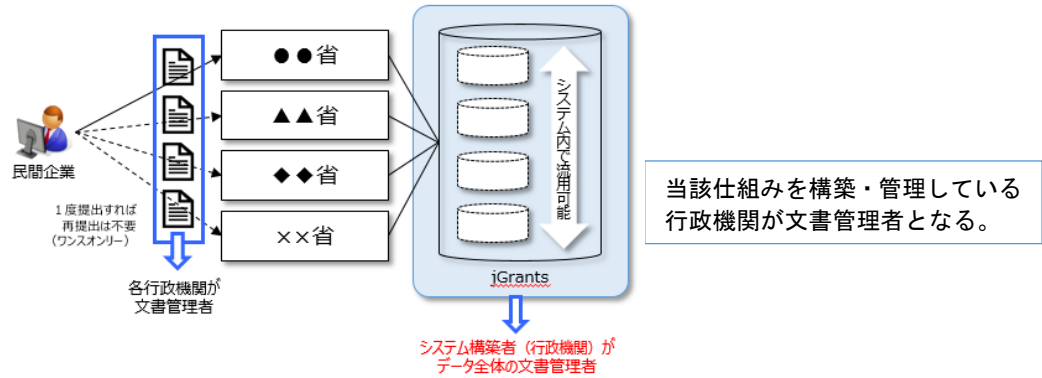 民間企業
1度提出すれば
再提出は不要
(ワンスオンリー)
各行政機関が
文書管理者
●●省
▲▲省
◆◆省
××省
システム内で流用可能
jGrants
システム構築者（行政機関）が
データ全体の文書管理者
当該仕組みを構築・管理している
行政機関が文書管理者となる。